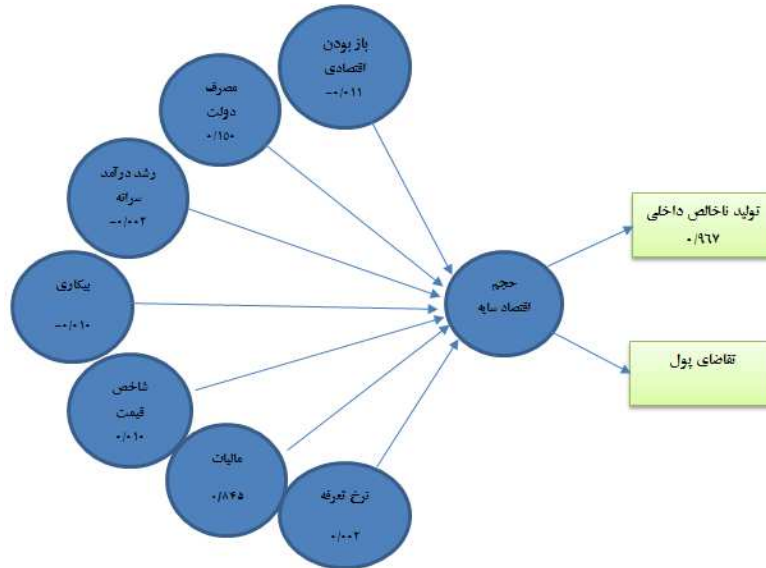 باز بودن
اقتصادی
-۰/۰۱۱
مصرف
دولت
۰/۱۵۰
رشد درآمد
سرانه
-۰/۰۰۲
بیکاری
-۰/۰۱۰
شاخص
قیمت
۰/۰۱۰
مالیات
۰/۸۴۵
نرخ تعرفه
۰/۰۰۲
حجم
اقتصاد سایه
تولید ناخالص داخلی
۰/۹۶۷
تقاضای پول